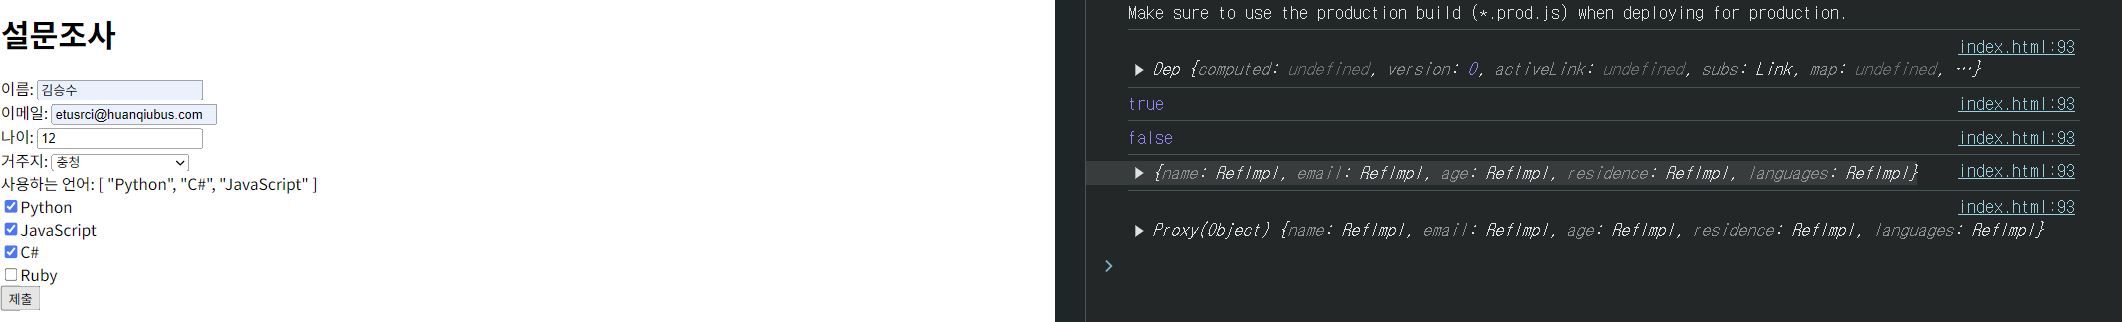 설문조사
이름: 김승수
이메일: etusrci@huanqiubus.com
나이: 12
거주지: 충청
사용하는 언어: [ "Python", "C#", "JavaScript" ]
Python
JavaScript
C#
Ruby
제출
Make sure to use the production build (*.prod.js) when deploying for production.
index.html:93
▶ Dep {computed: undefined, version: 0, activeLink: undefined, subs: Link, map: undefined, …}
true index.html:93
false index.html:93
▶ {name: RefImpl, email: RefImpl, age: RefImpl, residence: RefImpl, languages: RefImpl} index.html:93
index.html:93
▶ Proxy(Object) {name: RefImpl, email: RefImpl, age: RefImpl, residence: RefImpl, languages: RefImpl}